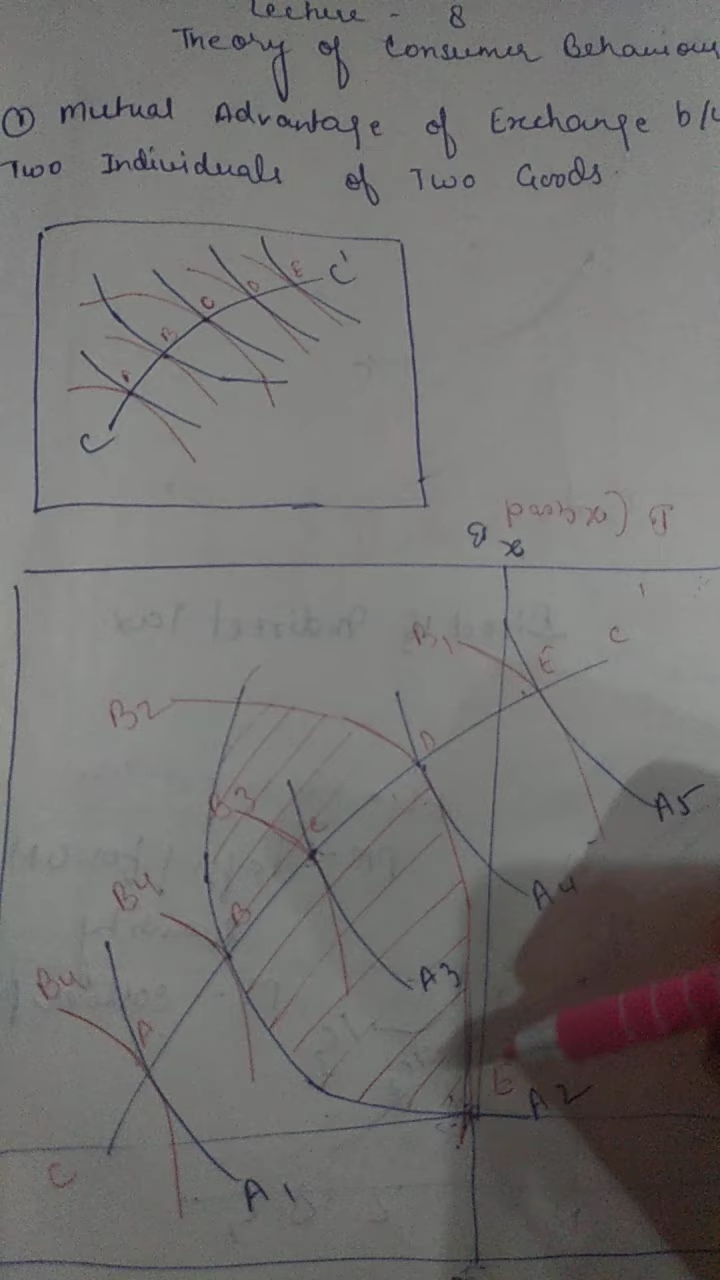 Lecture - 8
Theory of Consumer Behaviour
① Mutual Advantage of Exchange b/w
Two Individuals of Two Goods.
E C'
D
C
B
A
C
B1 E C
B2 D
A5
B3 C
A4
B4 B
A3
B4 A
E A2
C
A1